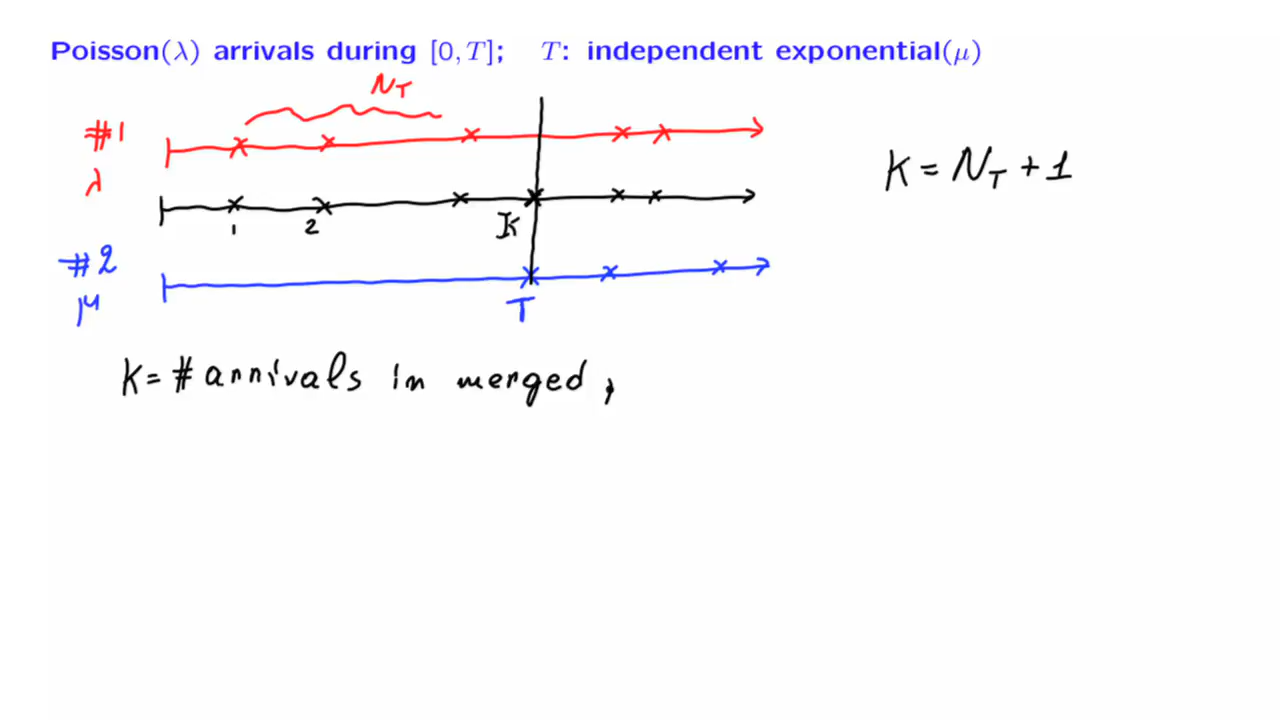 Poisson(λ) arrivals during [0, T]; T: independent exponential(μ)
N_T
#1
λ
K = N_T + 1
1 2 K
#2
μ
T
K = # arrivals in merged,